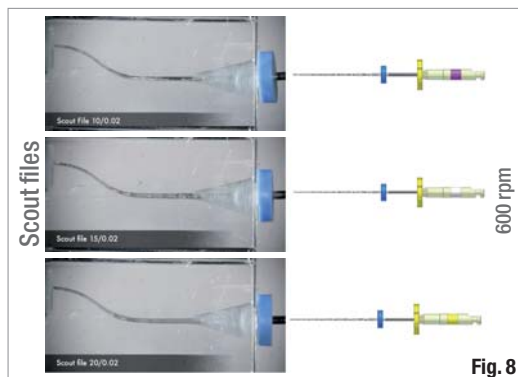 Scout files
Scout File 10/0.02
Scout file 15/0.02
Scout file 20/0.02
600 rpm
Fig. 8